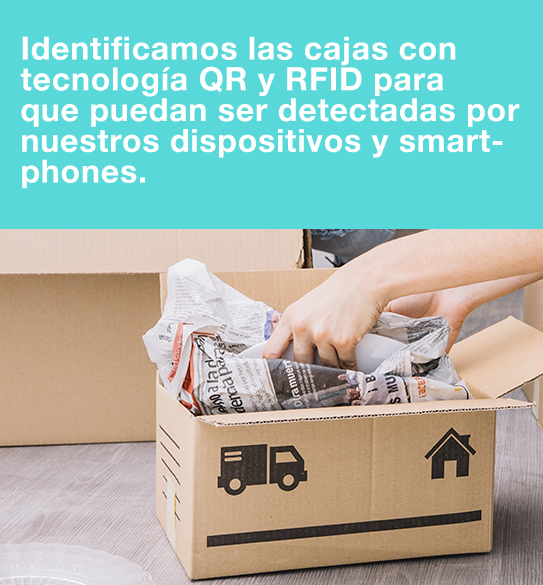 Identificamos las cajas con
tecnología QR y RFID para
que puedan ser detectadas por
nuestros dispositivos y smart-
phones.